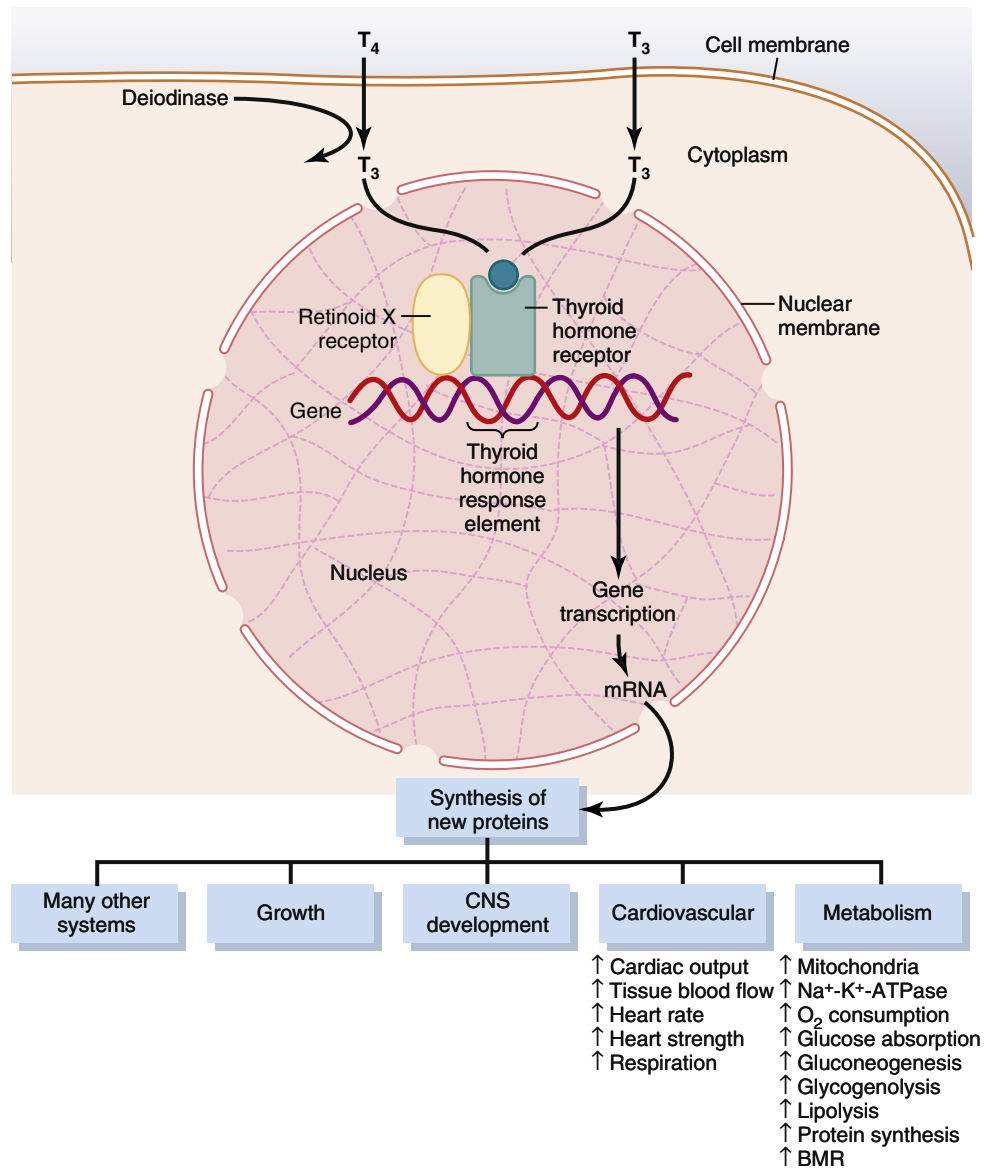 T4
T3
Cell membrane
Deiodinase
T3
T3
Cytoplasm
Retinoid X
receptor
Thyroid
hormone
receptor
Nuclear
membrane
Gene
Thyroid
hormone
response
element
Nucleus
Gene
transcription
mRNA
Synthesis of
new proteins
Many other
systems
Growth
CNS
development
Cardiovascular
↑ Cardiac output
↑ Tissue blood flow
↑ Heart rate
↑ Heart strength
↑ Respiration
Metabolism
↑ Mitochondria
↑ Na+-K+-ATPase
↑ O2 consumption
↑ Glucose absorption
↑ Gluconeogenesis
↑ Glycogenolysis
↑ Lipolysis
↑ Protein synthesis
↑ BMR